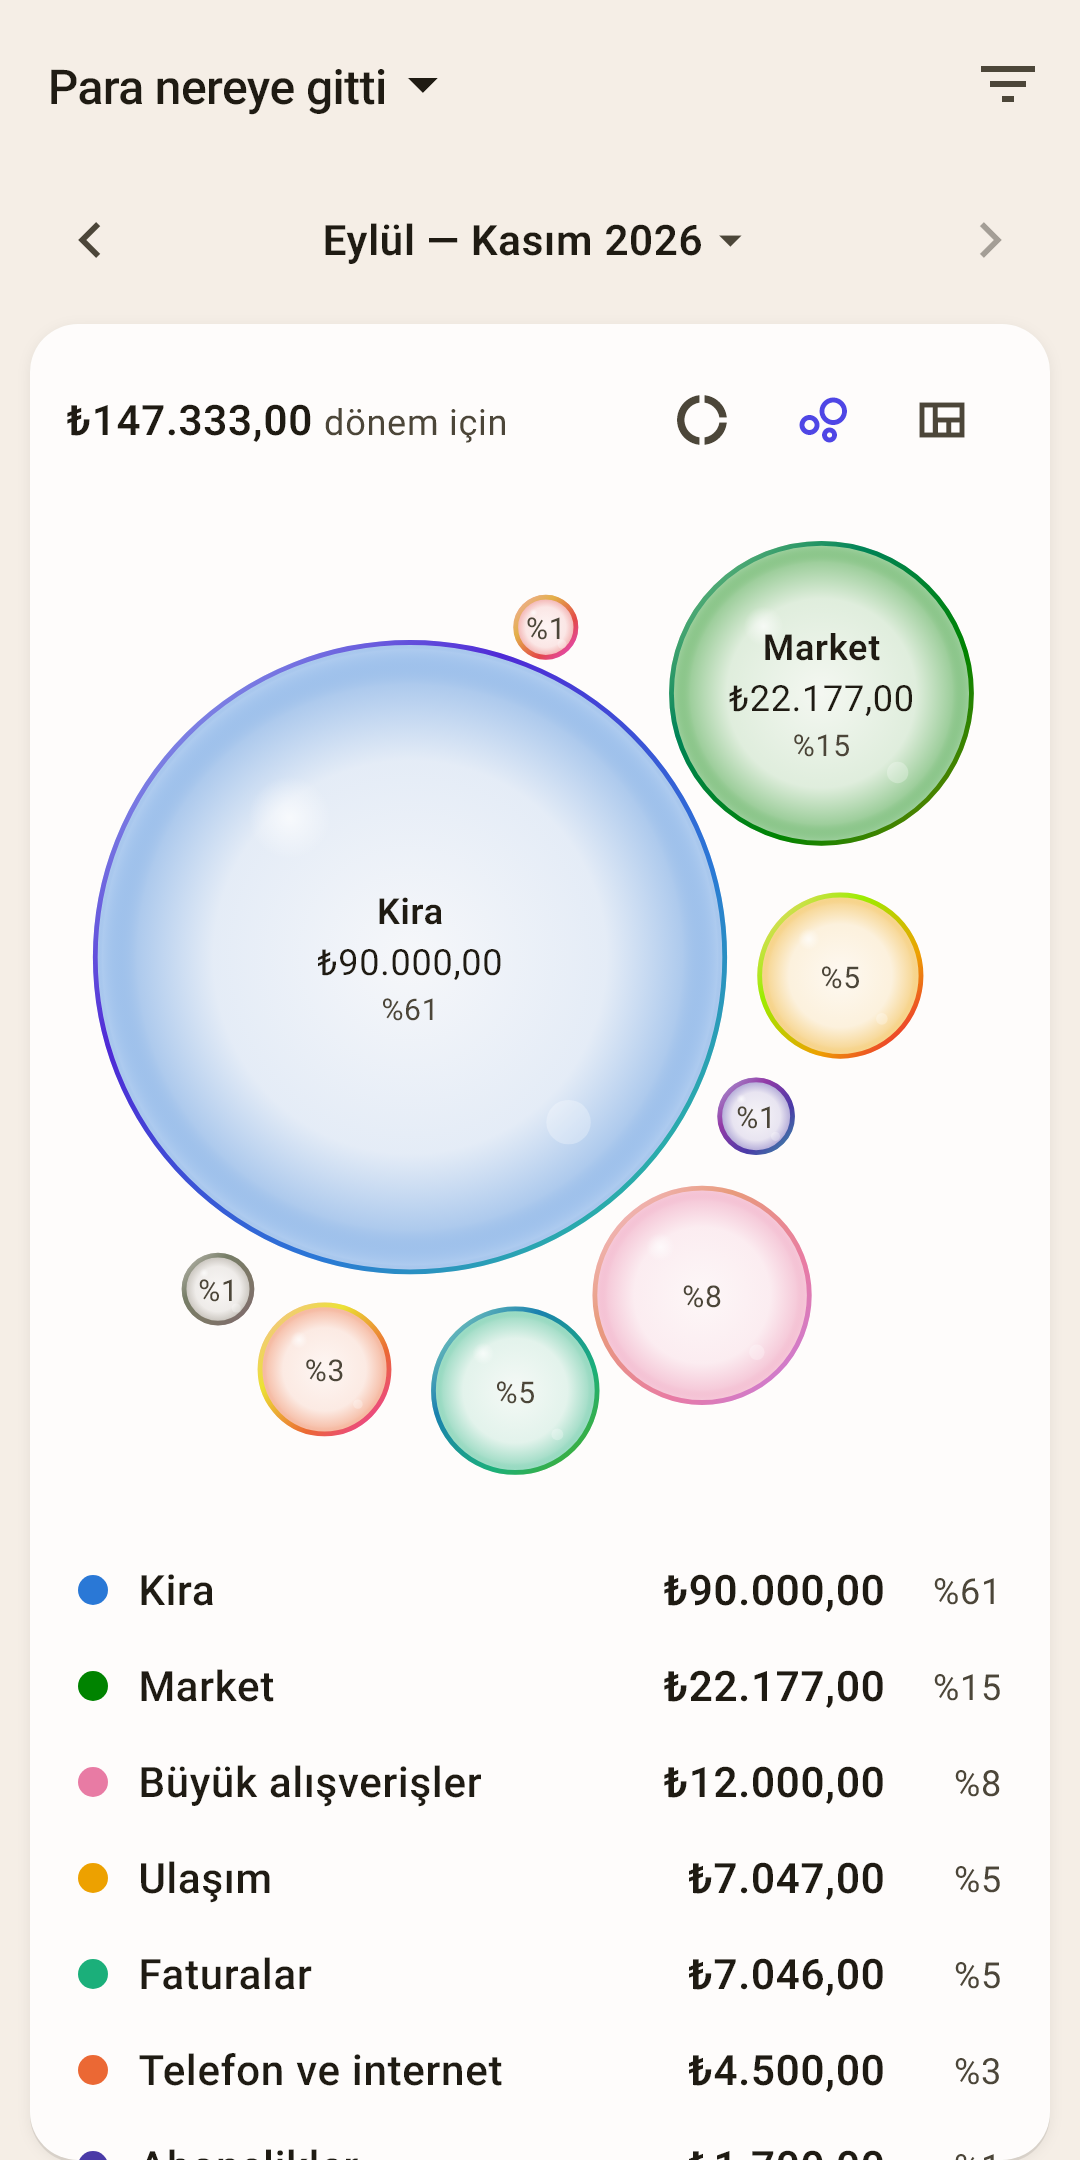 Para nereye gitti
Eylül — Kasım 2026
₺147.333,00 dönem için
%1
Market
₺22.177,00
%15
Kira
₺90.000,00
%61
%5
%1
%8
%1
%3
%5
Kira ₺90.000,00 %61
Market ₺22.177,00 %15
Büyük alışverişler ₺12.000,00 %8
Ulaşım ₺7.047,00 %5
Faturalar ₺7.046,00 %5
Telefon ve internet ₺4.500,00 %3